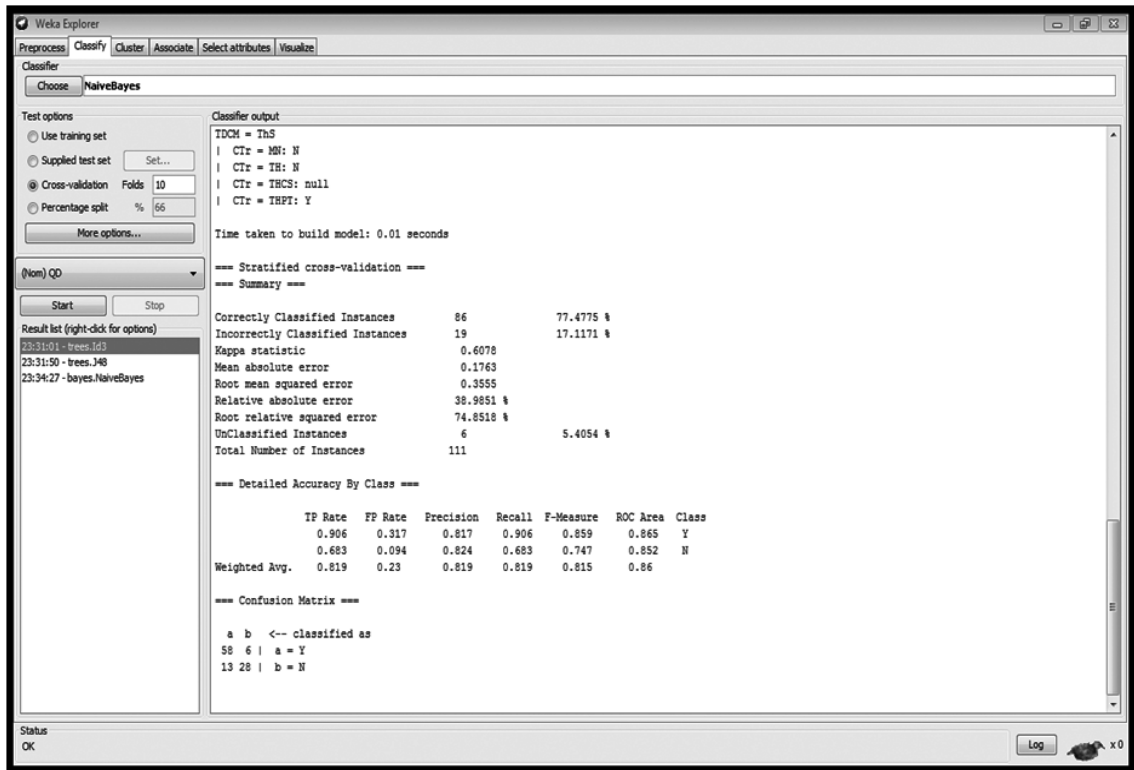 Weka Explorer
Preprocess Classify Cluster Associate Select attributes Visualize
Classifier
Choose NaiveBayes
Test options
Use training set
Supplied test set Set...
Cross-validation Folds 10
Percentage split % 66
More options...
(Nom) QD
Start Stop
Result list (right-click for options)
23:31:01 - trees.Id3
23:31:50 - trees.J48
23:34:27 - bayes.NaiveBayes
Classifier output
TDCM = ThS
| CTr = MN: N
| CTr = TH: N
| CTr = THCS: null
| CTr = THPT: Y
Time taken to build model: 0.01 seconds
=== Stratified cross-validation ===
=== Summary ===
Correctly Classified Instances 86 77.4775 %
Incorrectly Classified Instances 19 17.1171 %
Kappa statistic 0.6078
Mean absolute error 0.1763
Root mean squared error 0.3555
Relative absolute error 38.9851 %
Root relative squared error 74.8518 %
UnClassified Instances 6 5.4054 %
Total Number of Instances 111
=== Detailed Accuracy By Class ===
TP Rate FP Rate Precision Recall F-Measure ROC Area Class
0.906 0.317 0.817 0.906 0.859 0.865 Y
0.683 0.094 0.824 0.683 0.747 0.852 N
Weighted Avg. 0.819 0.23 0.819 0.819 0.815 0.86
=== Confusion Matrix ===
a b <-- classified as
58 6 | a = Y
13 28 | b = N
Status
OK
Log x 0